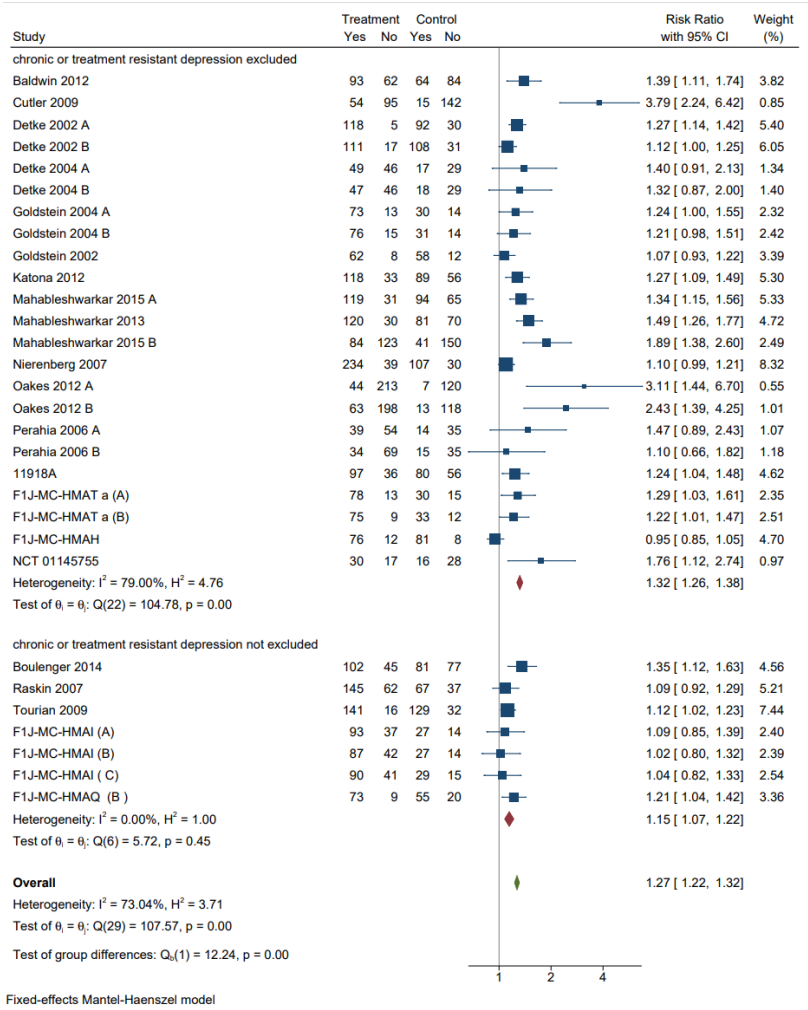 Treatment Control Risk Ratio Weight
Study Yes No Yes No with 95% CI (%)
chronic or treatment resistant depression excluded
Baldwin 2012 93 62 64 84 1.39 [ 1.11, 1.74] 3.82
Cutler 2009 54 95 15 142 3.79 [ 2.24, 6.42] 0.85
Detke 2002 A 118 5 92 30 1.27 [ 1.14, 1.42] 5.40
Detke 2002 B 111 17 108 31 1.12 [ 1.00, 1.25] 6.05
Detke 2004 A 49 46 17 29 1.40 [ 0.91, 2.13] 1.34
Detke 2004 B 47 46 18 29 1.32 [ 0.87, 2.00] 1.40
Goldstein 2004 A 73 13 30 14 1.24 [ 1.00, 1.55] 2.32
Goldstein 2004 B 76 15 31 14 1.21 [ 0.98, 1.51] 2.42
Goldstein 2002 62 8 58 12 1.07 [ 0.93, 1.22] 3.39
Katona 2012 118 33 89 56 1.27 [ 1.09, 1.49] 5.30
Mahableshwarkar 2015 A 119 31 94 65 1.34 [ 1.15, 1.56] 5.33
Mahableshwarkar 2013 120 30 81 70 1.49 [ 1.26, 1.77] 4.72
Mahableshwarkar 2015 B 84 123 41 150 1.89 [ 1.38, 2.60] 2.49
Nierenberg 2007 234 39 107 30 1.10 [ 0.99, 1.21] 8.32
Oakes 2012 A 44 213 7 120 3.11 [ 1.44, 6.70] 0.55
Oakes 2012 B 63 198 13 118 2.43 [ 1.39, 4.25] 1.01
Perahia 2006 A 39 54 14 35 1.47 [ 0.89, 2.43] 1.07
Perahia 2006 B 34 69 15 35 1.10 [ 0.66, 1.82] 1.18
11918A 97 36 80 56 1.24 [ 1.04, 1.48] 4.62
F1J-MC-HMAT a (A) 78 13 30 15 1.29 [ 1.03, 1.61] 2.35
F1J-MC-HMAT a (B) 75 9 33 12 1.22 [ 1.01, 1.47] 2.51
F1J-MC-HMAH 76 12 81 8 0.95 [ 0.85, 1.05] 4.70
NCT 01145755 30 17 16 28 1.76 [ 1.12, 2.74] 0.97
Heterogeneity: I² = 79.00%, H² = 4.76 1.32 [ 1.26, 1.38]
Test of θᵢ = θⱼ: Q(22) = 104.78, p = 0.00
chronic or treatment resistant depression not excluded
Boulenger 2014 102 45 81 77 1.35 [ 1.12, 1.63] 4.56
Raskin 2007 145 62 67 37 1.09 [ 0.92, 1.29] 5.21
Tourian 2009 141 16 129 32 1.12 [ 1.02, 1.23] 7.44
F1J-MC-HMAI (A) 93 37 27 14 1.09 [ 0.85, 1.39] 2.40
F1J-MC-HMAI (B) 87 42 27 14 1.02 [ 0.80, 1.32] 2.39
F1J-MC-HMAI ( C) 90 41 29 15 1.04 [ 0.82, 1.33] 2.54
F1J-MC-HMAQ (B ) 73 9 55 20 1.21 [ 1.04, 1.42] 3.36
Heterogeneity: I² = 0.00%, H² = 1.00 1.15 [ 1.07, 1.22]
Test of θᵢ = θⱼ: Q(6) = 5.72, p = 0.45
Overall 1.27 [ 1.22, 1.32]
Heterogeneity: I² = 73.04%, H² = 3.71
Test of θᵢ = θⱼ: Q(29) = 107.57, p = 0.00
Test of group differences: Q_b(1) = 12.24, p = 0.00
1 2 4
Fixed-effects Mantel-Haenszel model